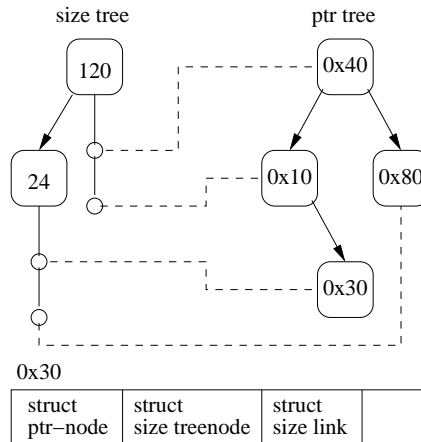 size tree
ptr tree
120
0x40
24
0x10
0x80
0x30
0x30
struct
ptr−node
struct
size treenode
struct
size link